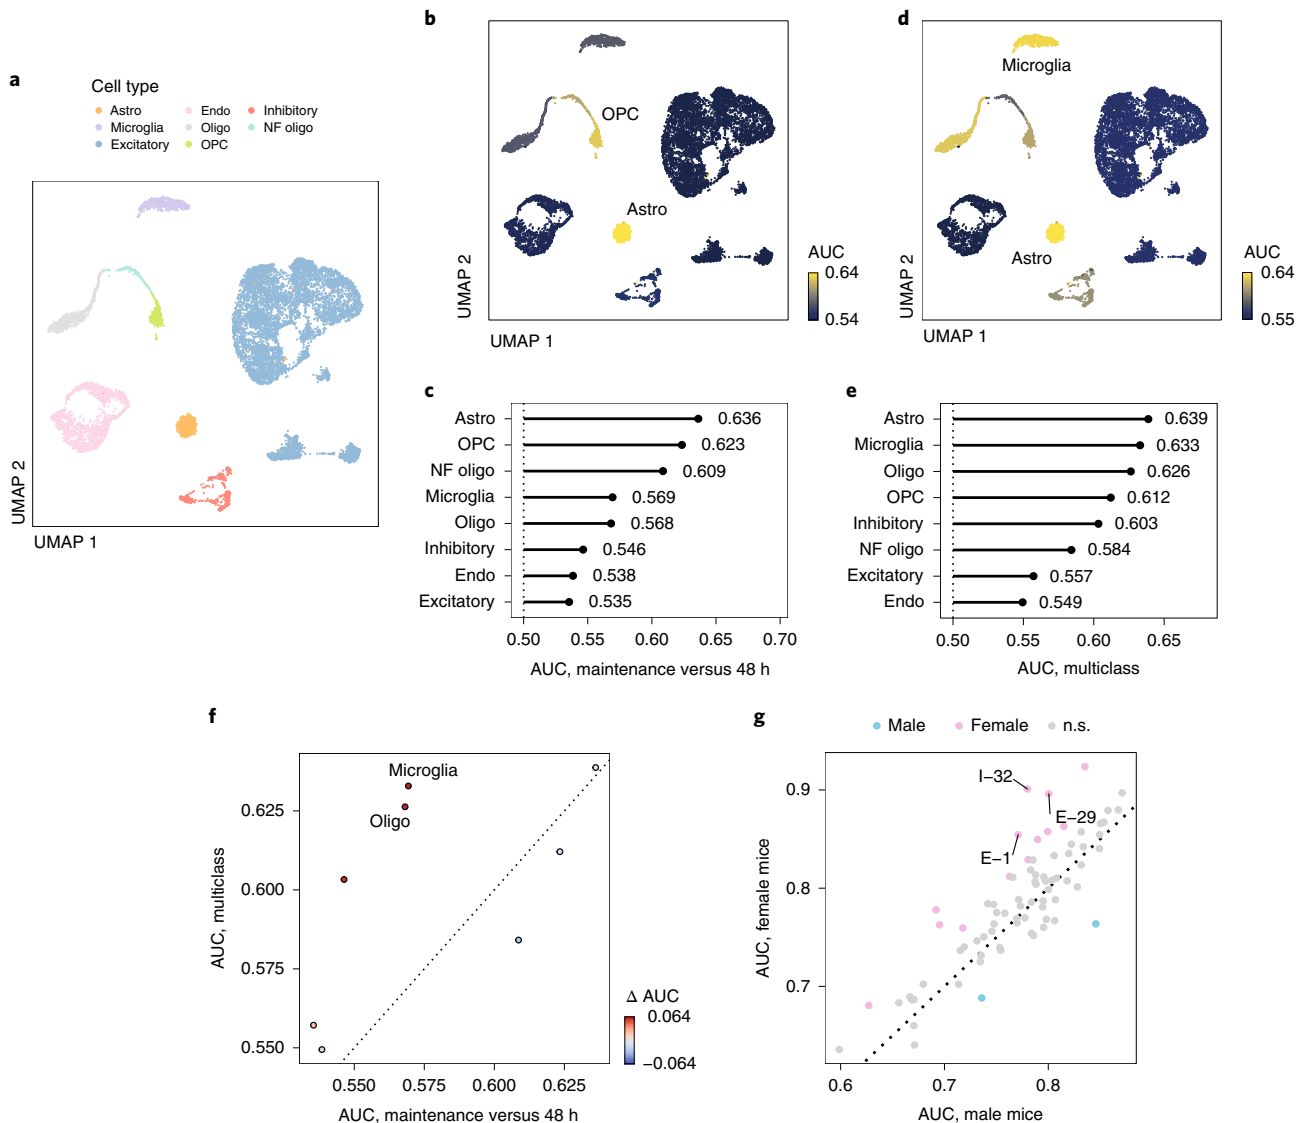 a
Cell type
Astro
Endo
Inhibitory
Microglia
Oligo
NF oligo
Excitatory
OPC
UMAP 2
UMAP 1
b
OPC
Astro
AUC
0.64
0.54
UMAP 2
UMAP 1
d
Microglia
Astro
AUC
0.64
0.55
UMAP 2
UMAP 1
c
Astro
0.636
OPC
0.623
NF oligo
0.609
Microglia
0.569
Oligo
0.568
Inhibitory
0.546
Endo
0.538
Excitatory
0.535
0.50 0.55 0.60 0.65 0.70
AUC, maintenance versus 48 h
e
Astro
0.639
Microglia
0.633
Oligo
0.626
OPC
0.612
Inhibitory
0.603
NF oligo
0.584
Excitatory
0.557
Endo
0.549
0.50 0.55 0.60 0.65
AUC, multiclass
f
Microglia
Oligo
0.625
0.600
0.575
0.550
AUC, multiclass
0.550 0.575 0.600 0.625
AUC, maintenance versus 48 h
Δ AUC
0.064
−0.064
g
Male
Female
n.s.
I−32
E−29
E−1
0.9
0.8
0.7
AUC, female mice
0.6 0.7 0.8
AUC, male mice